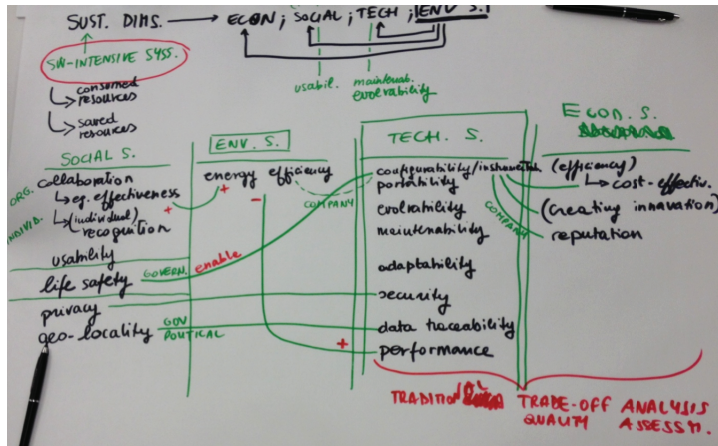 SUST. DIMS. → ECON; SOCIAL; TECH; ENV S.
SW-INTENSIVE SYSS.
consumed
resources
saved
resources
usabil.
maintenab.
evolvability
SOCIAL S.
ORG.
collaboration
eg. effectiveness
INDIVID.
(individual)
recognition
usability
life safety
privacy
geo-locality
GOVERN.
enable
GOV
POLITICAL
ENV. S.
energy efficiency
+
-
+
COMPANY
TECH S.
portability
evolvability
maintenability
adaptability
security
data traceability
performance
ECON. S.
(efficiency)
cost-effectiv.
(creating innovation)
reputation
COMPANY
TRADE-OFF ANALYSIS
QUALITY ASSESSM.